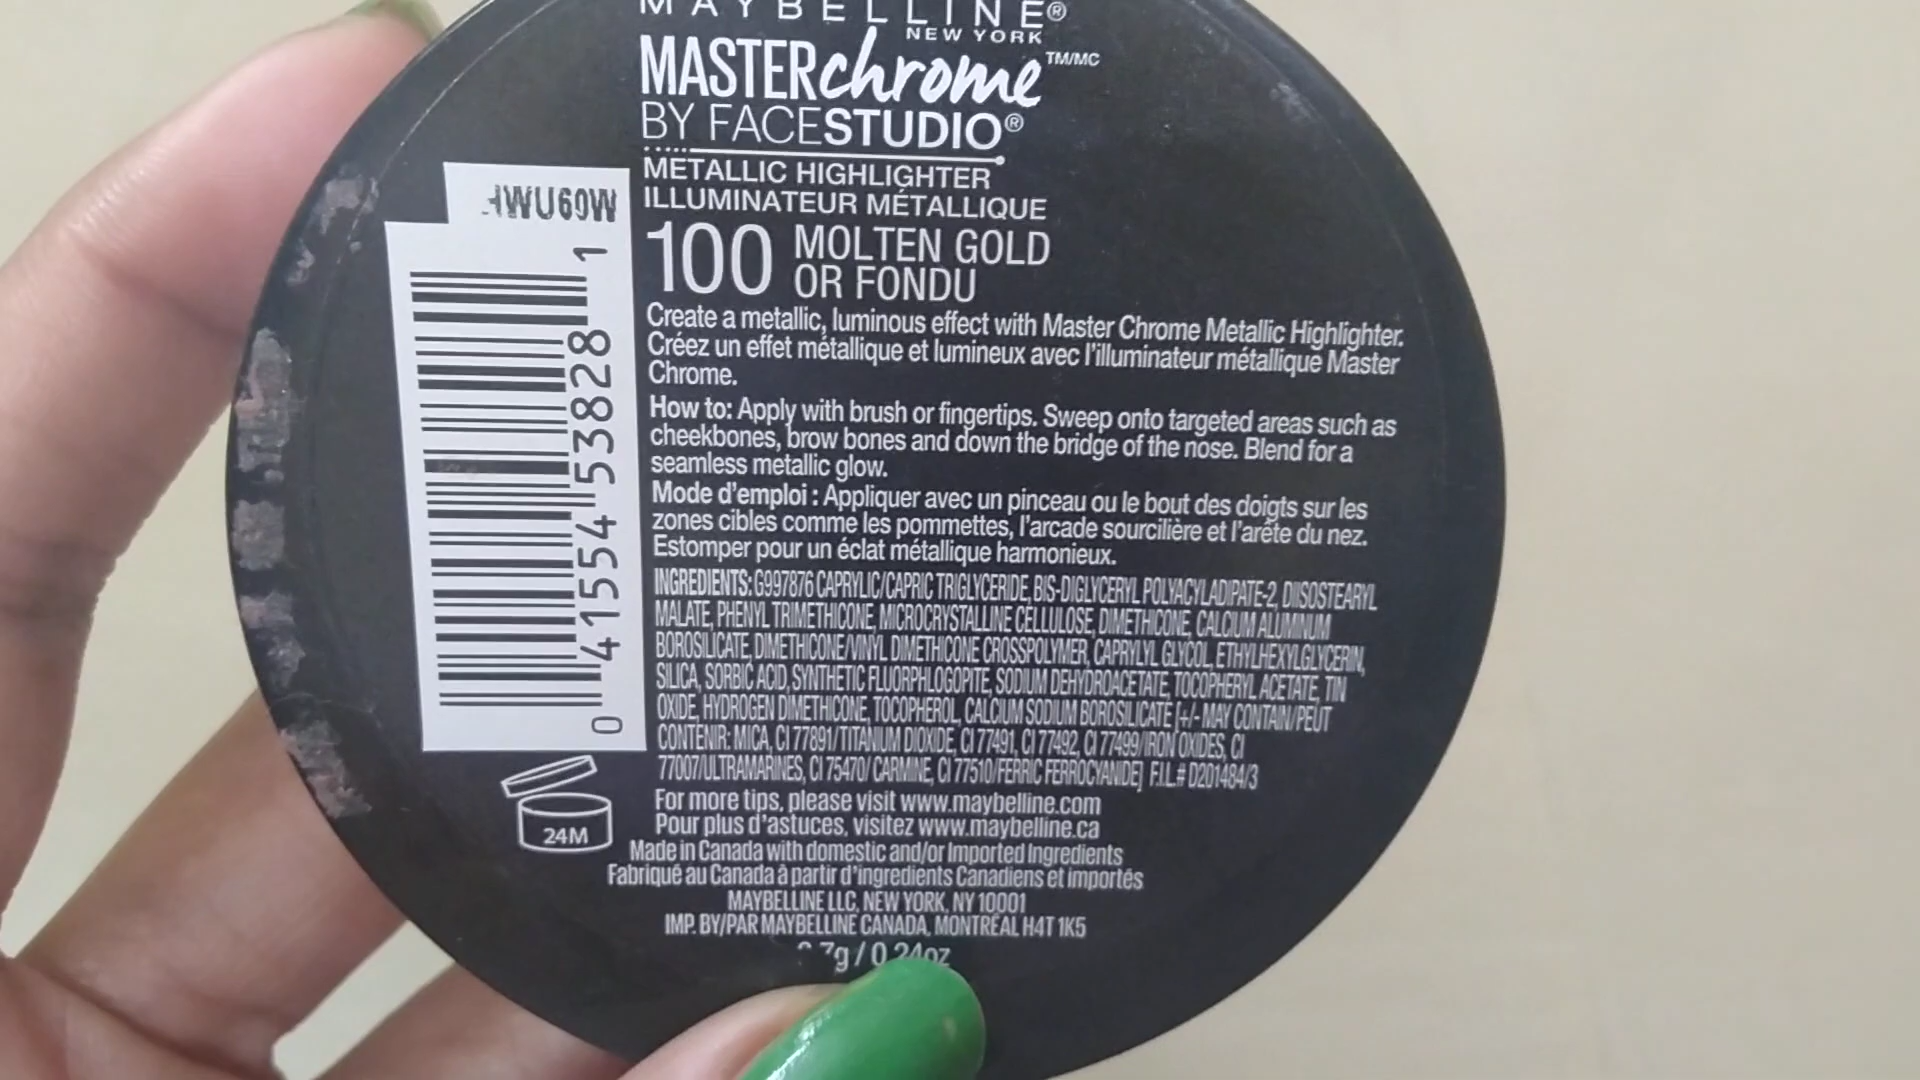 MAYBELLINE®
NEW YORK
MASTERchrome™/MC
BY FACESTUDIO®
METALLIC HIGHLIGHTER
ILLUMINATEUR MÉTALLIQUE
100 MOLTEN GOLD
OR FONDU
Create a metallic, luminous effect with Master Chrome Metallic Highlighter.
Créez un effet métallique et lumineux avec l'illuminateur métallique Master
Chrome.
How to: Apply with brush or fingertips. Sweep onto targeted areas such as
cheekbones, brow bones and down the bridge of the nose. Blend for a
seamless metallic glow.
Mode d'emploi : Appliquer avec un pinceau ou le bout des doigts sur les
zones cibles comme les pommettes, l'arcade sourcilière et l'arête du nez.
Estomper pour un éclat métallique harmonieux.
INGREDIENTS: G997876 CAPRYLIC/CAPRIC TRIGLYCERIDE, BIS-DIGLYCERYL POLYACYLADIPATE-2, DIISOSTEARYL
MALATE, PHENYL TRIMETHICONE, MICROCRYSTALLINE CELLULOSE, DIMETHICONE, CALCIUM ALUMINUM
BOROSILICATE, DIMETHICONE/VINYL DIMETHICONE CROSSPOLYMER, CAPRYLYL GLYCOL, ETHYLHEXYLGLYCERIN,
SILICA, SORBIC ACID, SYNTHETIC FLUORPHLOGOPITE, SODIUM DEHYDROACETATE, TOCOPHERYL ACETATE, TIN
OXIDE, HYDROGEN DIMETHICONE, TOCOPHEROL, CALCIUM SODIUM BOROSILICATE [+/- MAY CONTAIN/PEUT
CONTENIR: MICA, CI 77891/TITANIUM DIOXIDE, CI 77491, CI 77492, CI 77499/IRON OXIDES, CI
77007/ULTRAMARINES, CI 75470/ CARMINE, CI 77510/FERRIC FERROCYANIDE] F.I.L.# D201484/3
For more tips, please visit www.maybelline.com
Pour plus d'astuces, visitez www.maybelline.ca
Made in Canada with domestic and/or Imported Ingredients
Fabriqué au Canada à partir d'ingredients Canadiens et importés
MAYBELLINE LLC, NEW YORK, NY 10001
IMP. BY/PAR MAYBELLINE CANADA, MONTRÉAL H4T 1K5
7g / 0.24oz
WU60W
0 41554 53828 1
24M